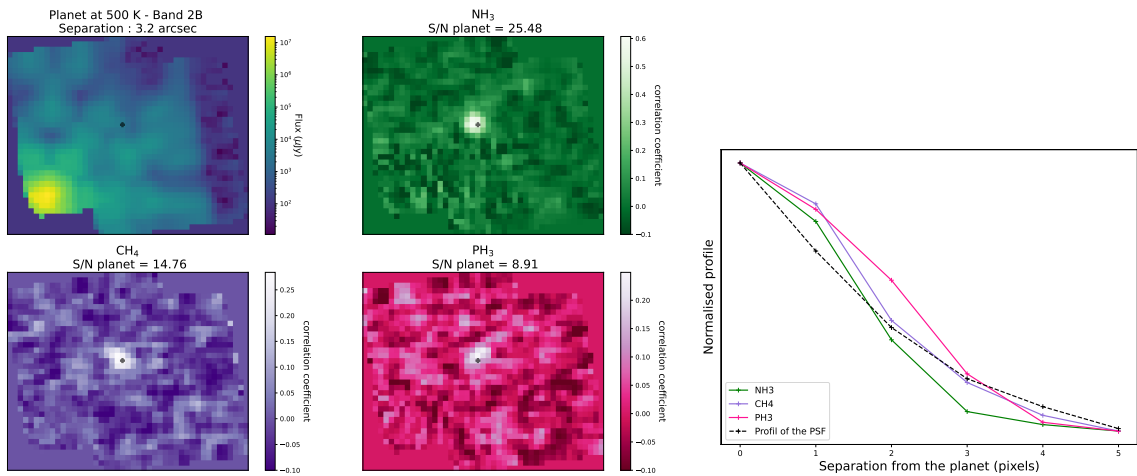 Planet at 500 K - Band 2B
Separation : 3.2 arcsec
10⁷
10⁶
10⁵
10⁴
10³
10²
Flux (μJy)
NH₃
S/N planet = 25.48
0.6
0.5
0.4
0.3
0.2
0.1
0.0
−0.1
correlation coefficient
CH₄
S/N planet = 14.76
0.25
0.20
0.15
0.10
0.05
0.00
−0.05
−0.10
correlation coefficient
PH₃
S/N planet = 8.91
0.20
0.15
0.10
0.05
0.00
−0.05
−0.10
correlation coefficient
Normalised profile
NH3
CH4
PH3
Profil of the PSF
0 1 2 3 4 5
Separation from the planet (pixels)